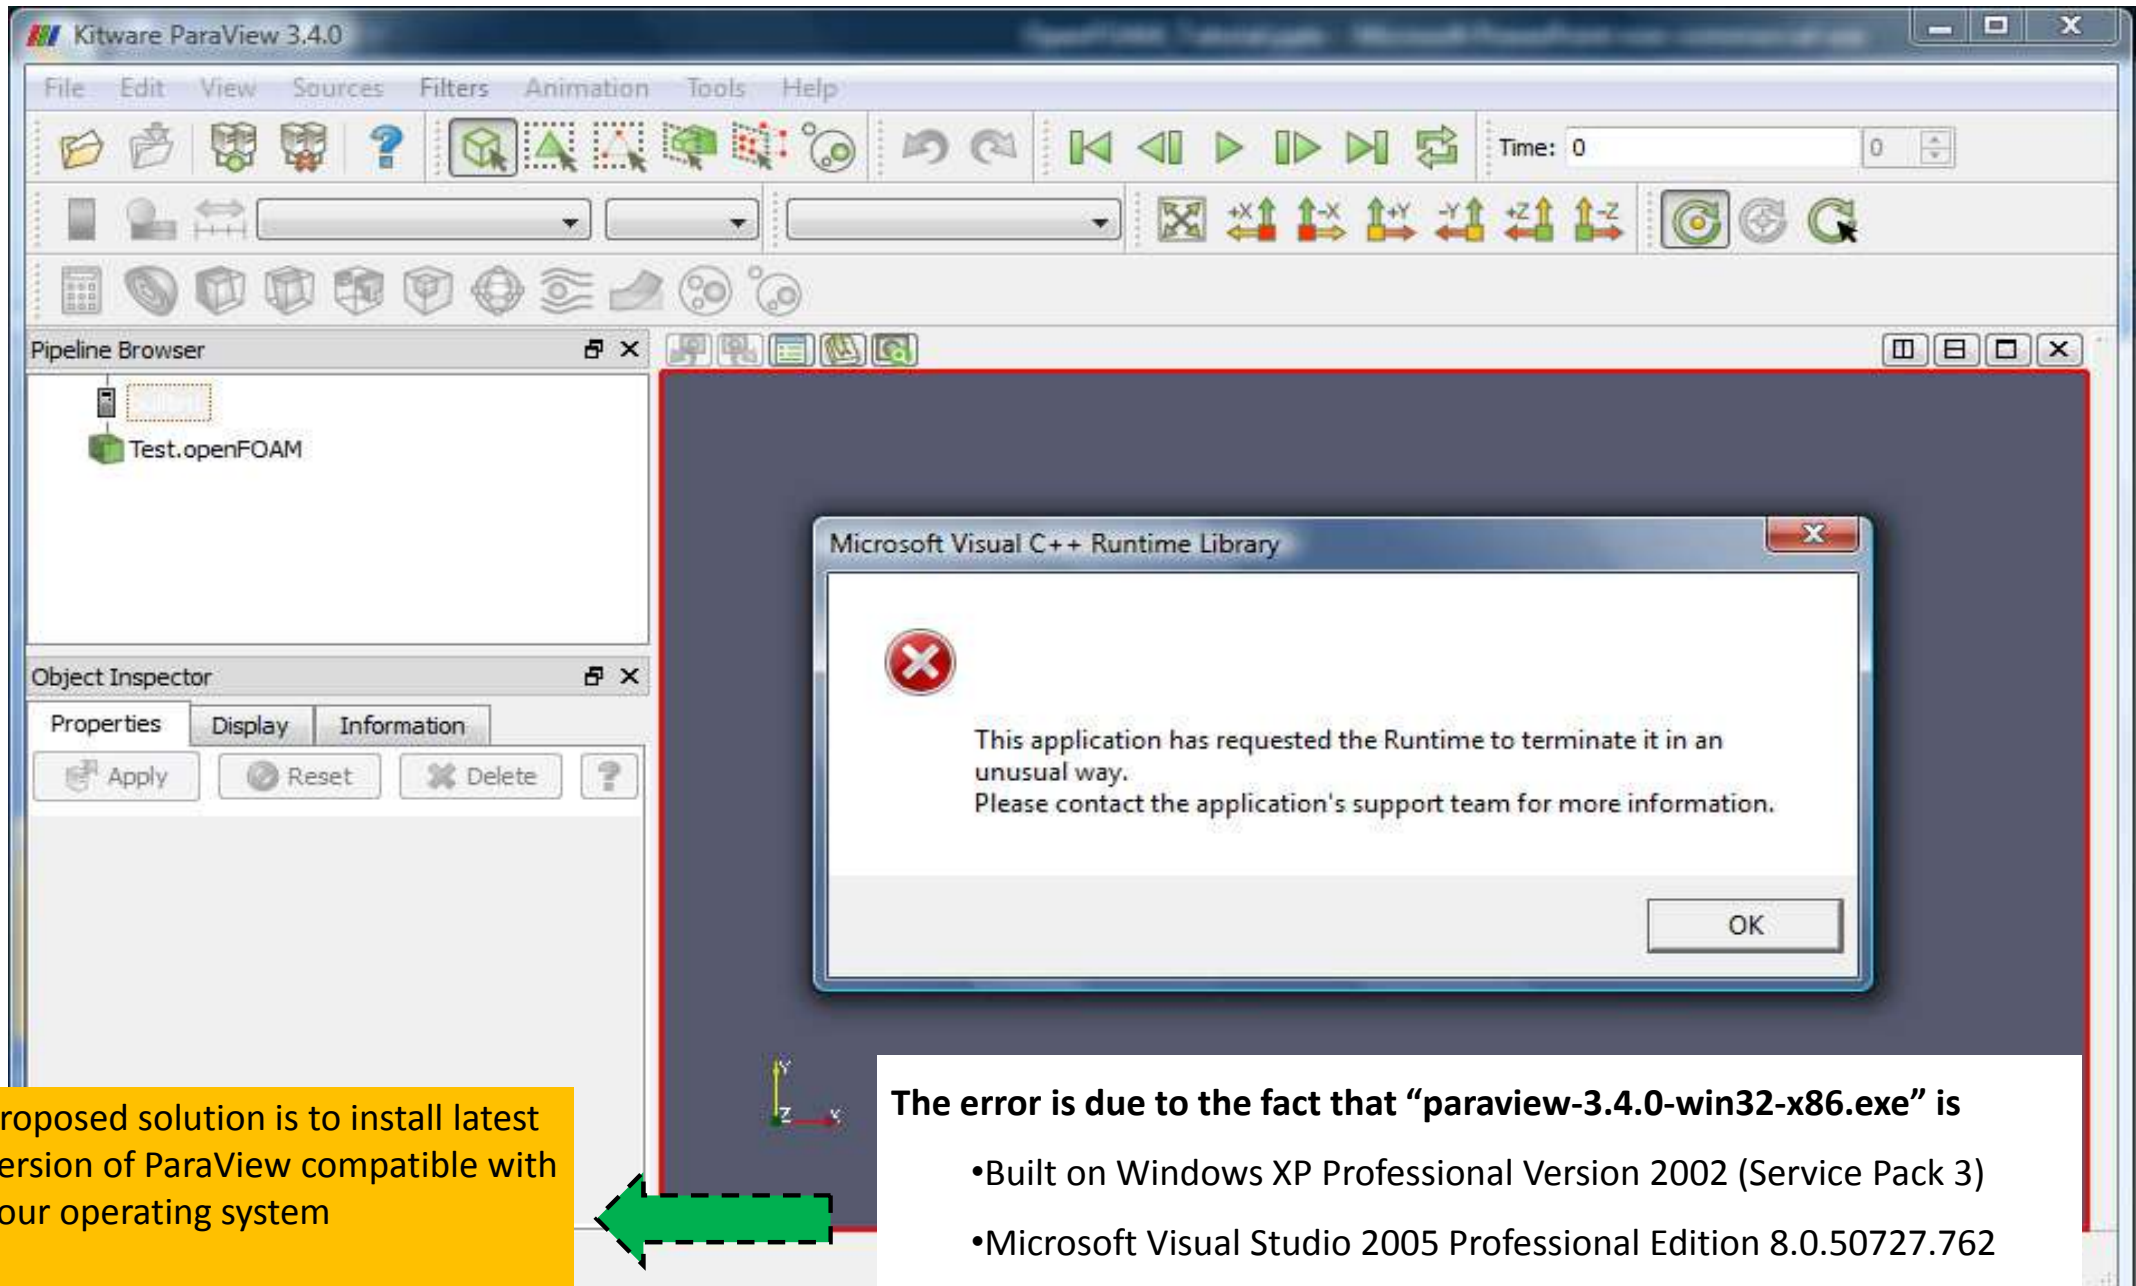 Kitware ParaView 3.4.0
File Edit View Sources Filters Animation Tools Help
Time: 0 0
+X -X +Y -Y +Z -Z
Pipeline Browser
Test.openFOAM
Object Inspector
Properties Display Information
Apply Reset Delete ?
Microsoft Visual C++ Runtime Library
This application has requested the Runtime to terminate it in an
unusual way.
Please contact the application's support team for more information.
OK
Y
Z X
roposed solution is to install latest
ersion of ParaView compatible with
our operating system
The error is due to the fact that “paraview-3.4.0-win32-x86.exe” is
•Built on Windows XP Professional Version 2002 (Service Pack 3)
•Microsoft Visual Studio 2005 Professional Edition 8.0.50727.762